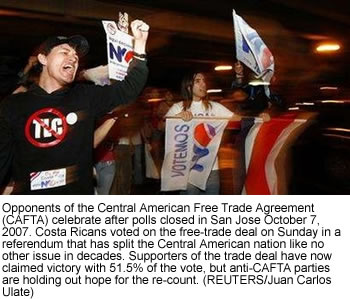 NO
TLC
VOTEMOS
NO
Opponents of the Central American Free Trade Agreement
(CAFTA) celebrate after polls closed in San Jose October 7,
2007. Costa Ricans voted on the free-trade deal on Sunday in a
referendum that has split the Central American nation like no
other issue in decades. Supporters of the trade deal have now
claimed victory with 51.5% of the vote, but anti-CAFTA parties
are holding out hope for the re-count. (REUTERS/Juan Carlos
Ulate)